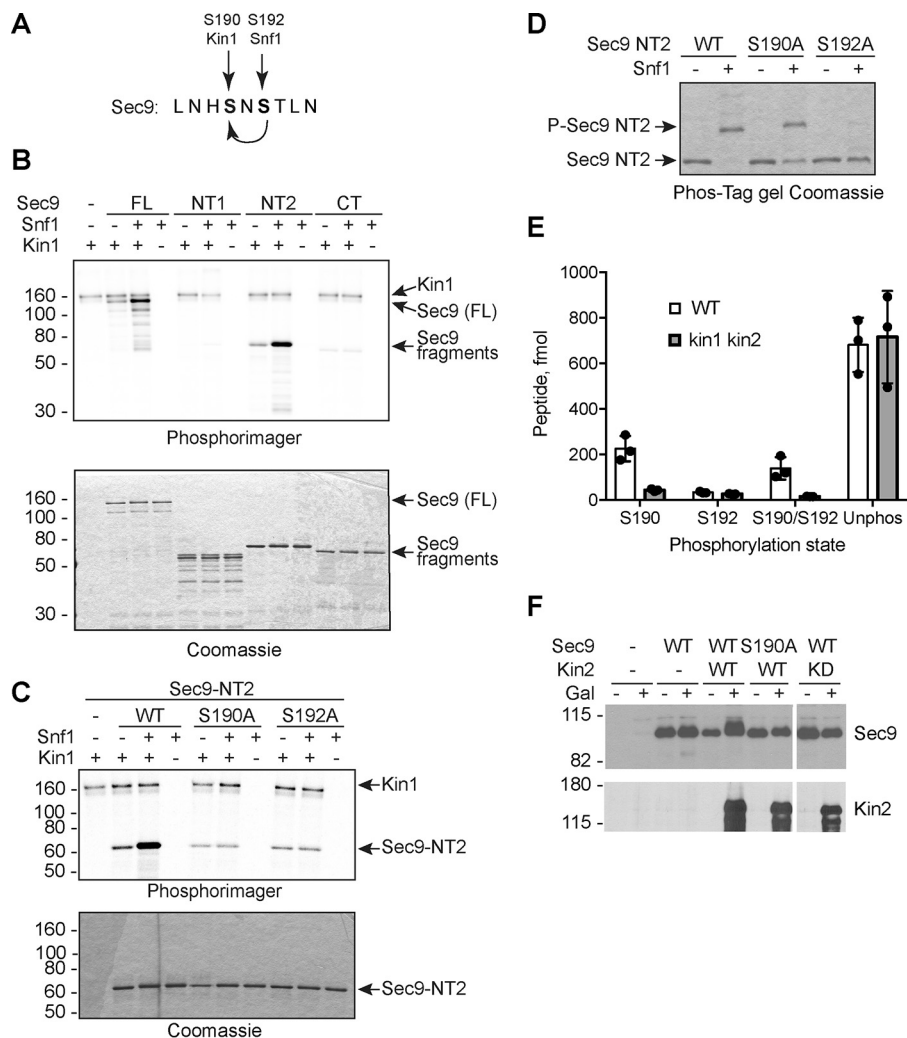 A
S190 S192
Kin1 Snf1
Sec9: L N H S N S T L N
B
Sec9 - FL NT1 NT2 CT
Snf1 - - + + - + + - + + - + +
Kin1 + + + - + + - + + - + + -
160 -
100 -
80 -
50 -
30 -
Kin1
Sec9 (FL)
Sec9
fragments
Phosphorimager
160 -
100 -
80 -
50 -
30 -
Sec9 (FL)
Sec9
fragments
Coomassie
C
Sec9-NT2
- WT S190A S192A
Snf1 - - + + - + + - + +
Kin1 + + + - + + - + + -
160 -
100 -
80 -
60 -
50 -
Kin1
Sec9-NT2
Phosphorimager
160 -
100 -
80 -
60 -
50 -
Sec9-NT2
Coomassie
D
Sec9 NT2 WT S190A S192A
Snf1 - + - + - +
P-Sec9 NT2
Sec9 NT2
Phos-Tag gel Coomassie
E
Peptide, fmol
1000
800
600
400
200
0
WT
kin1 kin2
S190 S192 S190/S192 Unphos
Phosphorylation state
F
Sec9 - WT WT S190A WT
Kin2 - - WT WT KD
Gal - + - + - + - + - +
115 -
82 -
Sec9
180 -
115 -
Kin2